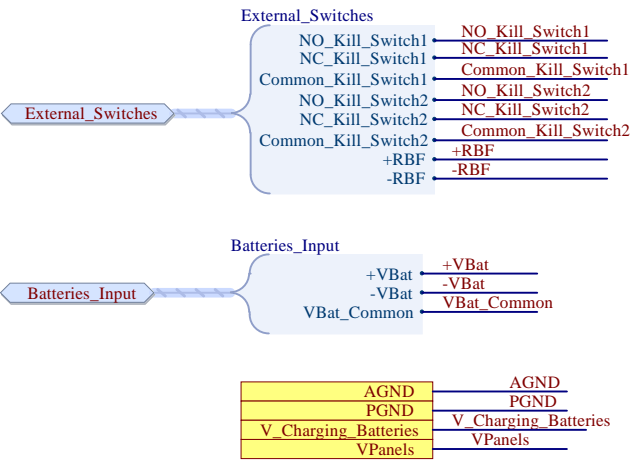 External_Switches
NO_Kill_Switch1 NO_Kill_Switch1
NC_Kill_Switch1 NC_Kill_Switch1
Common_Kill_Switch1 Common_Kill_Switch1
NO_Kill_Switch2 NO_Kill_Switch2
External_Switches NC_Kill_Switch2 NC_Kill_Switch2
Common_Kill_Switch2 Common_Kill_Switch2
+RBF +RBF
-RBF -RBF
Batteries_Input
+VBat +VBat
Batteries_Input -VBat -VBat
VBat_Common VBat_Common
AGND AGND
PGND PGND
V_Charging_Batteries V_Charging_Batteries
VPanels VPanels